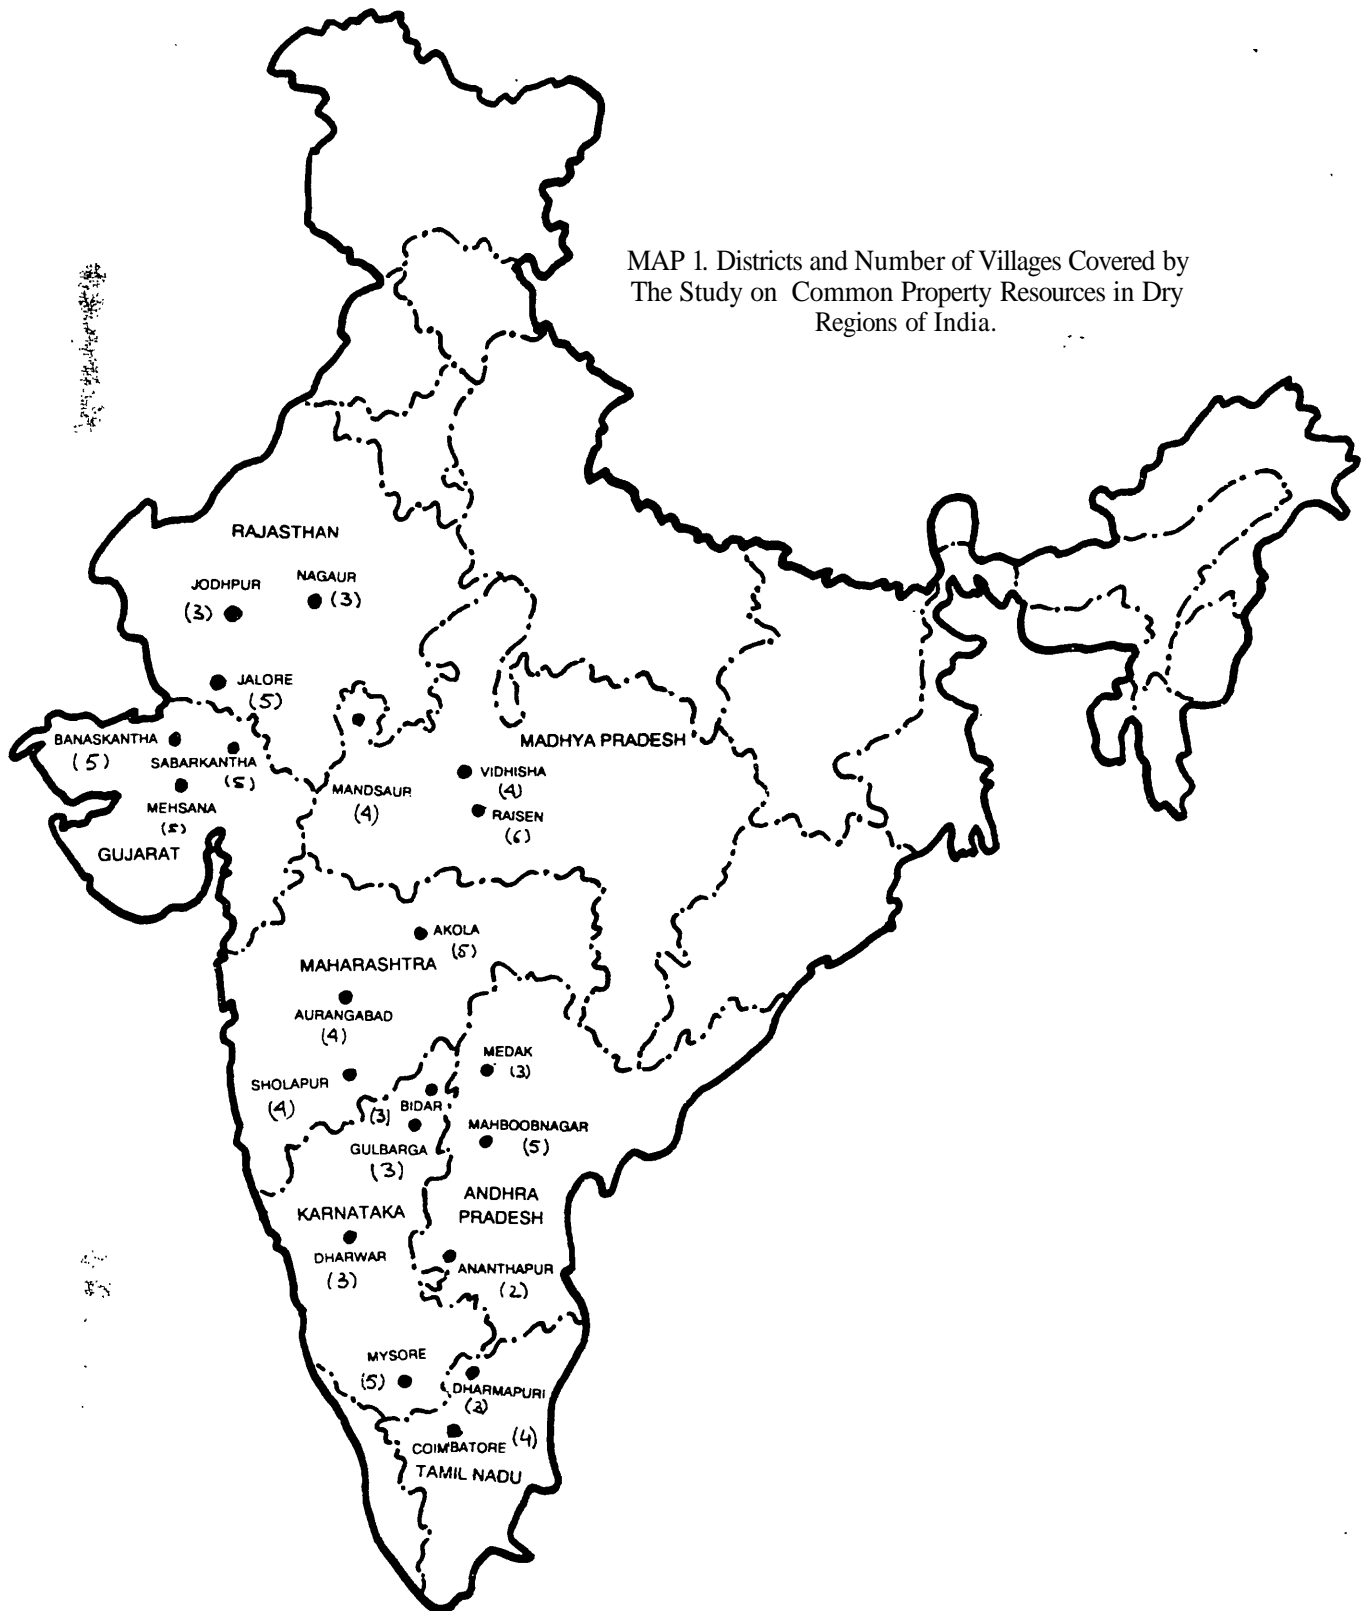 MAP 1. Districts and Number of Villages Covered by
The Study on Common Property Resources in Dry
Regions of India.
RAJASTHAN
JODHPUR
(3)
NAGAUR
(3)
JALORE
(5)
BANASKANTHA
(5)
SABARKANTHA
(5)
MEHSANA
(5)
GUJARAT
MADHYA PRADESH
MANDSAUR
(4)
VIDHISHA
(4)
RAISEN
(6)
AKOLA
(5)
MAHARASHTRA
AURANGABAD
(4)
SHOLAPUR
(4)
MEDAK
(3)
BIDAR
(3)
GULBARGA
(3)
MAHBOOBNAGAR
(5)
ANDHRA
PRADESH
KARNATAKA
DHARWAR
(3)
ANANTHAPUR
(2)
MYSORE
(5)
DHARMAPURI
(3)
COIMBATORE (4)
TAMIL NADU